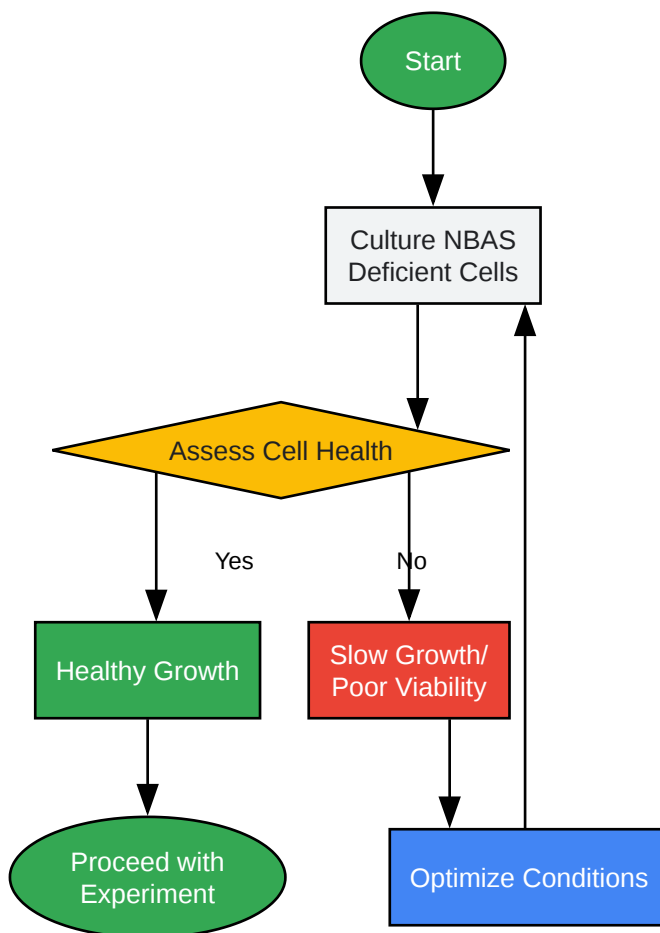 Start
Culture NBAS
Deficient Cells
Assess Cell Health
Yes
No
Healthy Growth
Slow Growth/
Poor Viability
Proceed with
Experiment
Optimize Conditions